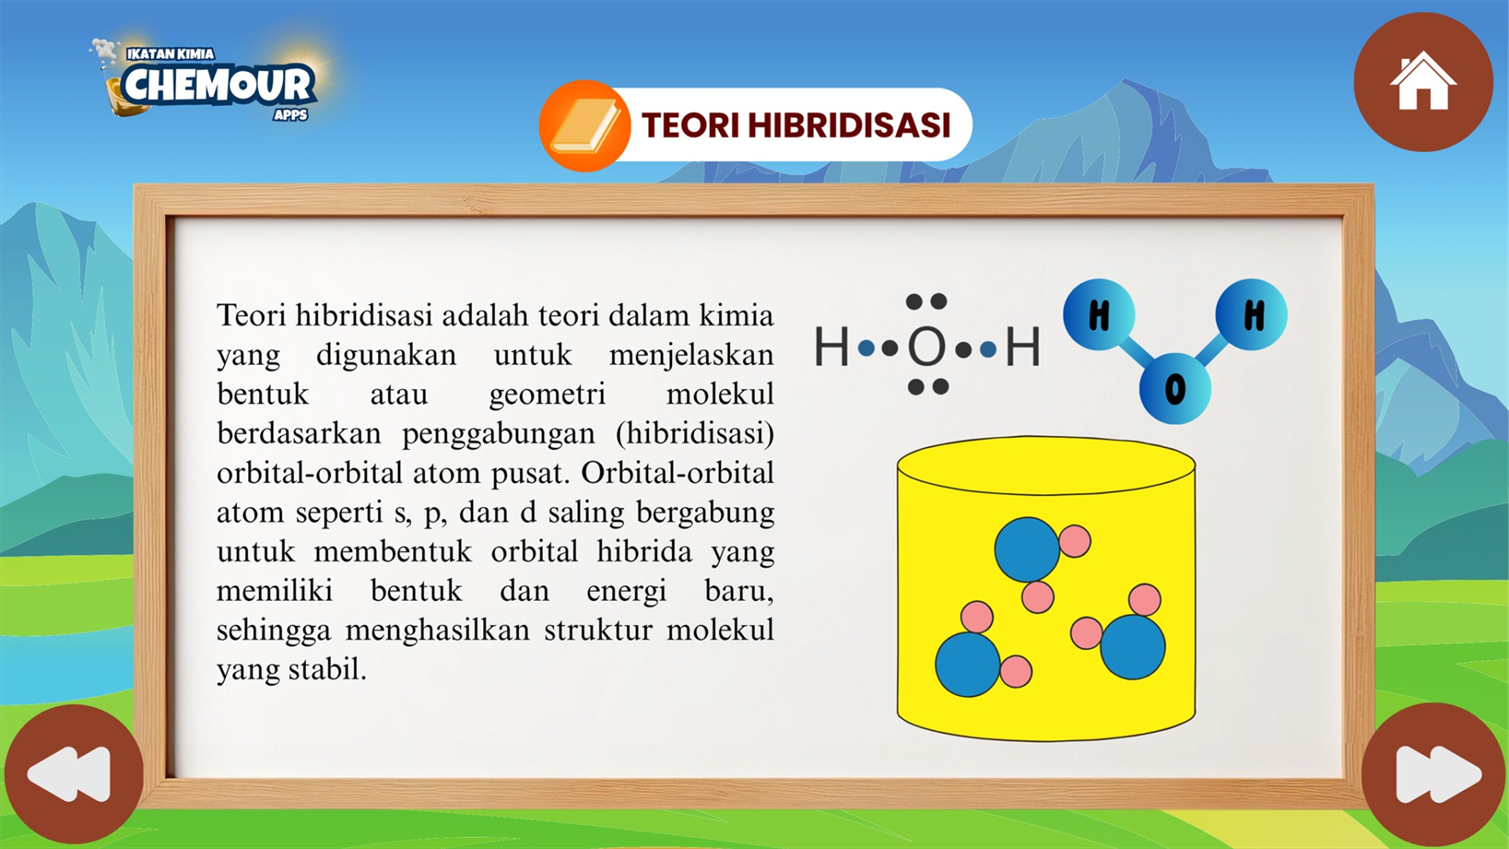 IKATAN KIMIA
CHEMOUR
APPS
TEORI HIBRIDISASI
Teori hibridisasi adalah teori dalam kimia
yang digunakan untuk menjelaskan
bentuk atau geometri molekul
berdasarkan penggabungan (hibridisasi)
orbital-orbital atom pusat. Orbital-orbital
atom seperti s, p, dan d saling bergabung
untuk membentuk orbital hibrida yang
memiliki bentuk dan energi baru,
sehingga menghasilkan struktur molekul
yang stabil.
H O H
H H
O